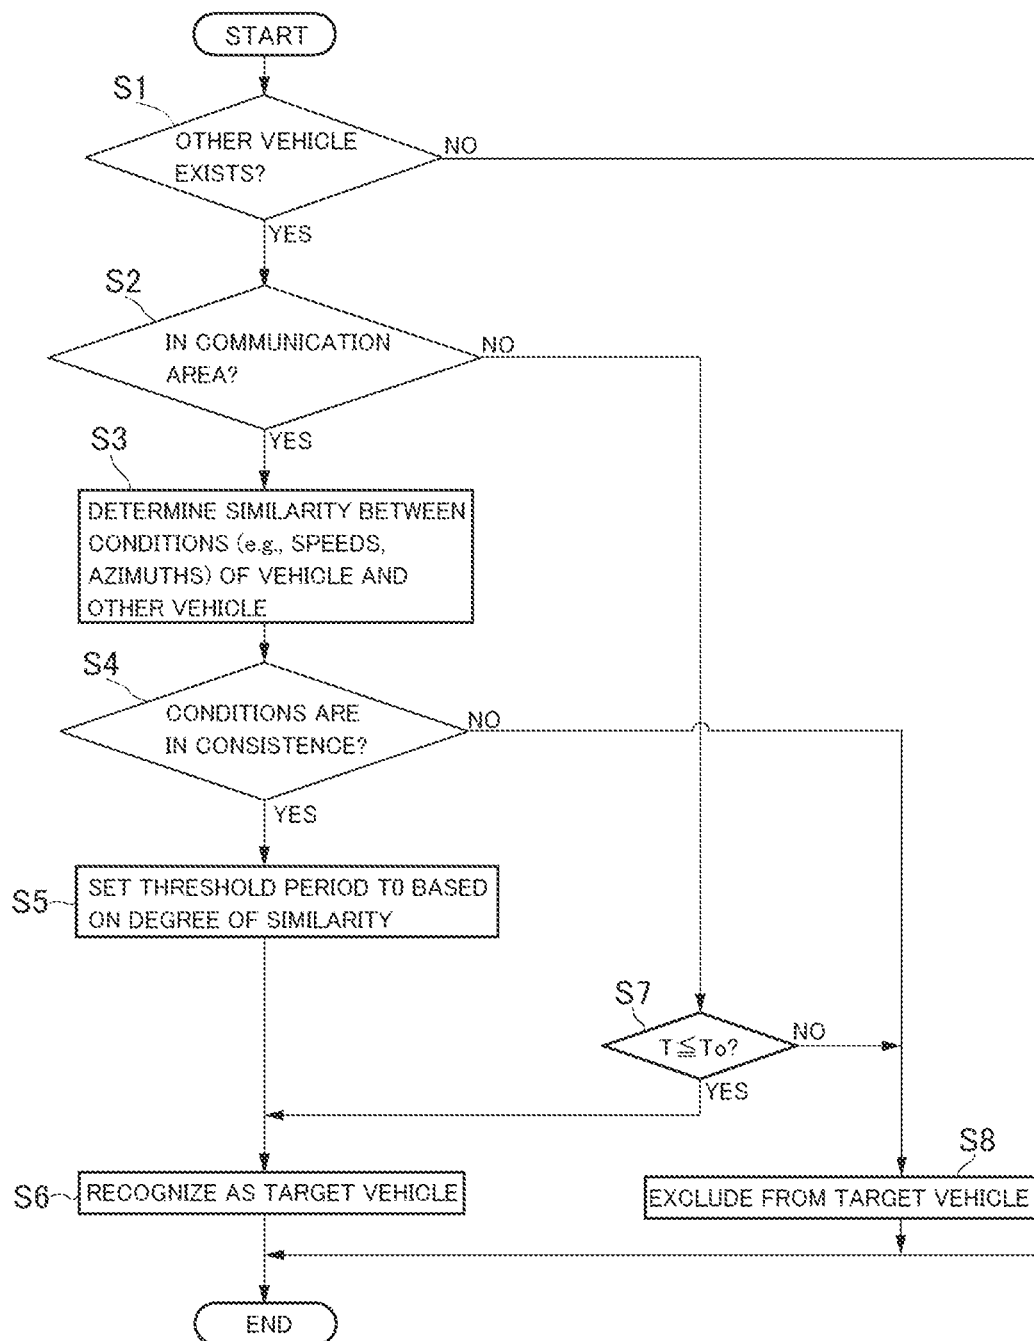 START
S1
OTHER VEHICLE
EXISTS?
NO
YES
S2
IN COMMUNICATION
AREA?
NO
YES
S3
DETERMINE SIMILARITY BETWEEN
CONDITIONS (e.g., SPEEDS,
AZIMUTHS) OF VEHICLE AND
OTHER VEHICLE
S4
CONDITIONS ARE
IN CONSISTENCE?
NO
YES
S5
SET THRESHOLD PERIOD T0 BASED
ON DEGREE OF SIMILARITY
S7
T≦To?
NO
YES
S6
RECOGNIZE AS TARGET VEHICLE
S8
EXCLUDE FROM TARGET VEHICLE
END